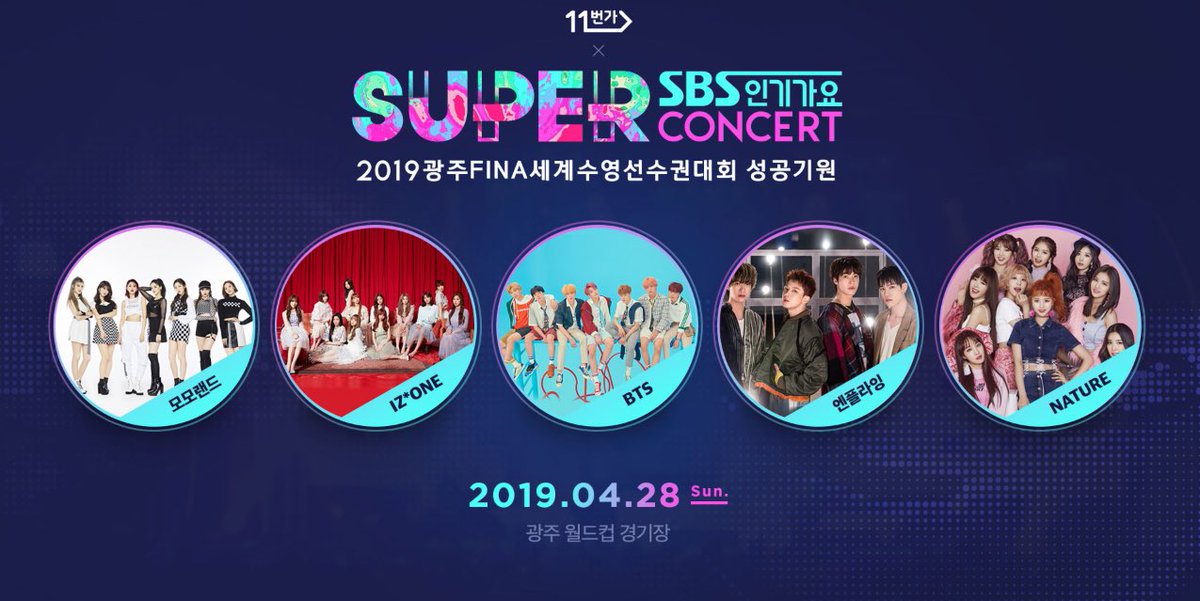 11번가
×
SUPER SBS 인기가요 CONCERT
2019광주FINA세계수영선수권대회 성공기원
모모랜드
IZ*ONE
BTS
엔플라잉
NATURE
2019.04.28 Sun.
광주 월드컵 경기장